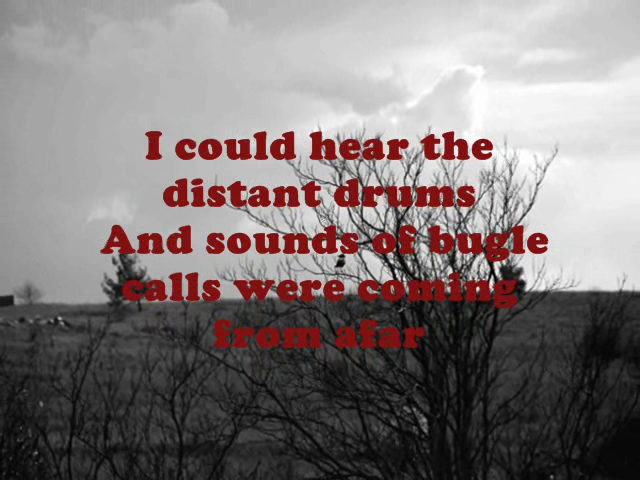 I could hear the
distant drums
And sounds of bugle
calls were coming
from afar